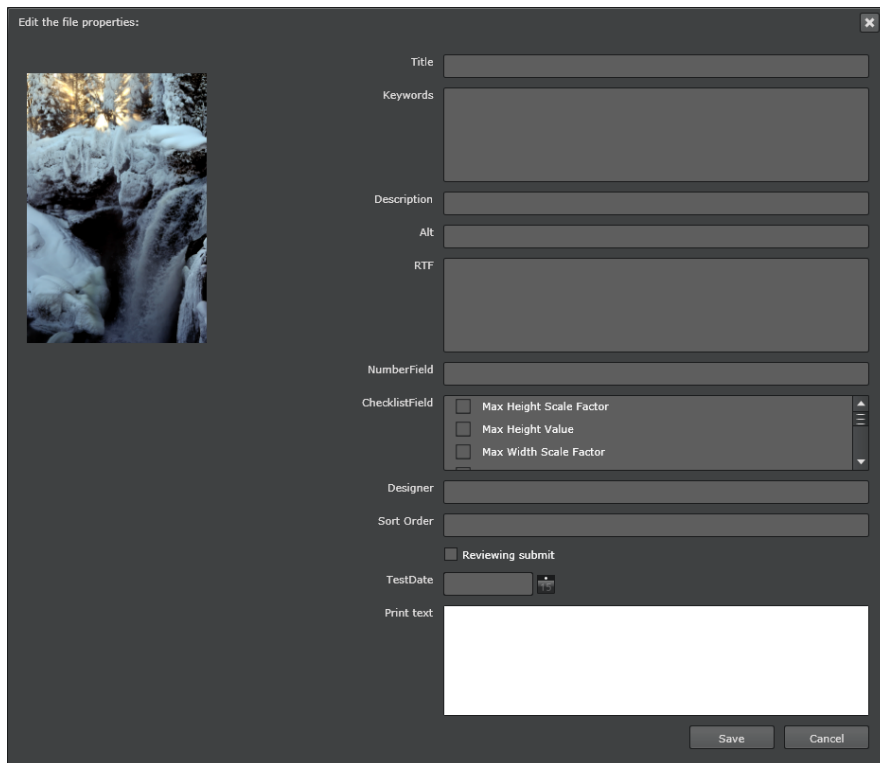 Edit the file properties:
Title
Keywords
Description
Alt
RTF
NumberField
ChecklistField
Max Height Scale Factor
Max Height Value
Max Width Scale Factor
Designer
Sort Order
Reviewing submit
TestDate
15
Print text
Save
Cancel